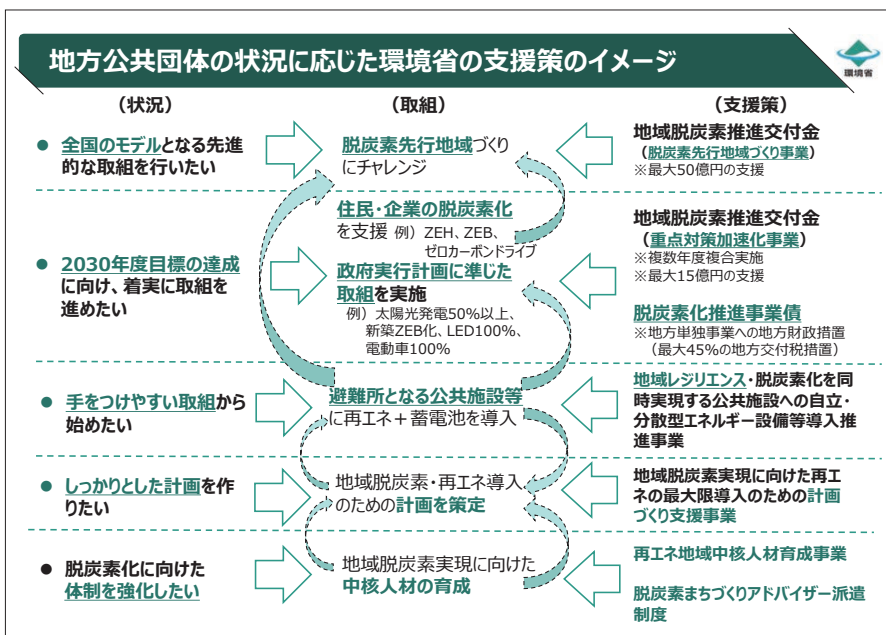 地方公共団体の状況に応じた環境省の支援策のイメージ
環境省
(状況)
(取組)
(支援策)
● 全国のモデルとなる先進
的な取組を行いたい
脱炭素先行地域づくり
にチャレンジ
地域脱炭素推進交付金
(脱炭素先行地域づくり事業)
※最大50億円の支援
● 2030年度目標の達成
に向け、着実に取組を
進めたい
住民・企業の脱炭素化
を支援 例)ZEH、ZEB、
ゼロカーボンドライブ
政府実行計画に準じた
取組を実施
例)太陽光発電50%以上、
新築ZEB化、LED100%、
電動車100%
地域脱炭素推進交付金
(重点対策加速化事業)
※複数年度複合実施
※最大15億円の支援
脱炭素化推進事業債
※地方単独事業への地方財政措置
(最大45%の地方交付税措置)
● 手をつけやすい取組から
始めたい
避難所となる公共施設等
に再エネ+蓄電池を導入
地域レジリエンス・脱炭素化を同
時実現する公共施設への自立・
分散型エネルギー設備等導入推
進事業
● しっかりとした計画を作
りたい
地域脱炭素・再エネ導入
のための計画を策定
地域脱炭素実現に向けた再エ
ネの最大限導入のための計画
づくり支援事業
● 脱炭素化に向けた
体制を強化したい
地域脱炭素実現に向けた
中核人材の育成
再エネ地域中核人材育成事業
脱炭素まちづくりアドバイザー派遣
制度